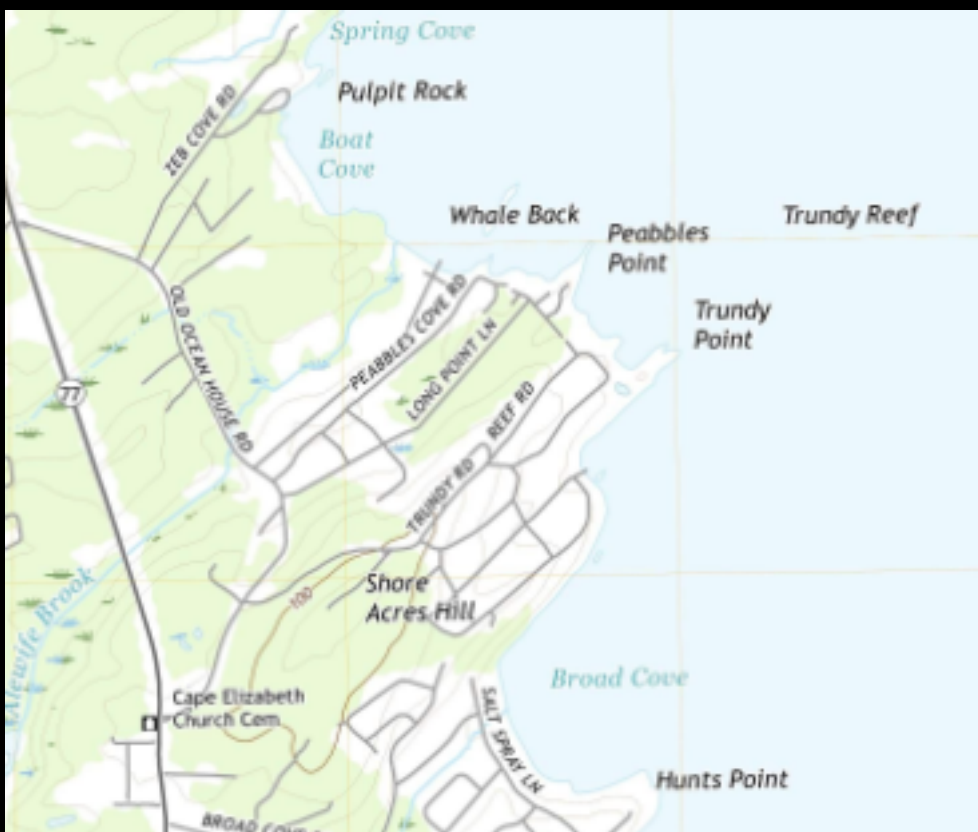 Spring Cove
Pulpit Rock
ZEB COVE RD
Boat
Cove
Whale Back
Trundy Reef
Peabbles
Point
Trundy
Point
OLD OCEAN HOUSE RD
PEABBLES COVE RD
LONG POINT LN
REEF RD
77
TRUNDY RD
Shore
Acres Hill
100
Alewife Brook
Broad Cove
Cape Elizabeth
Church Cem
SALT SPRAY LN
Hunts Point
BROAD COVE